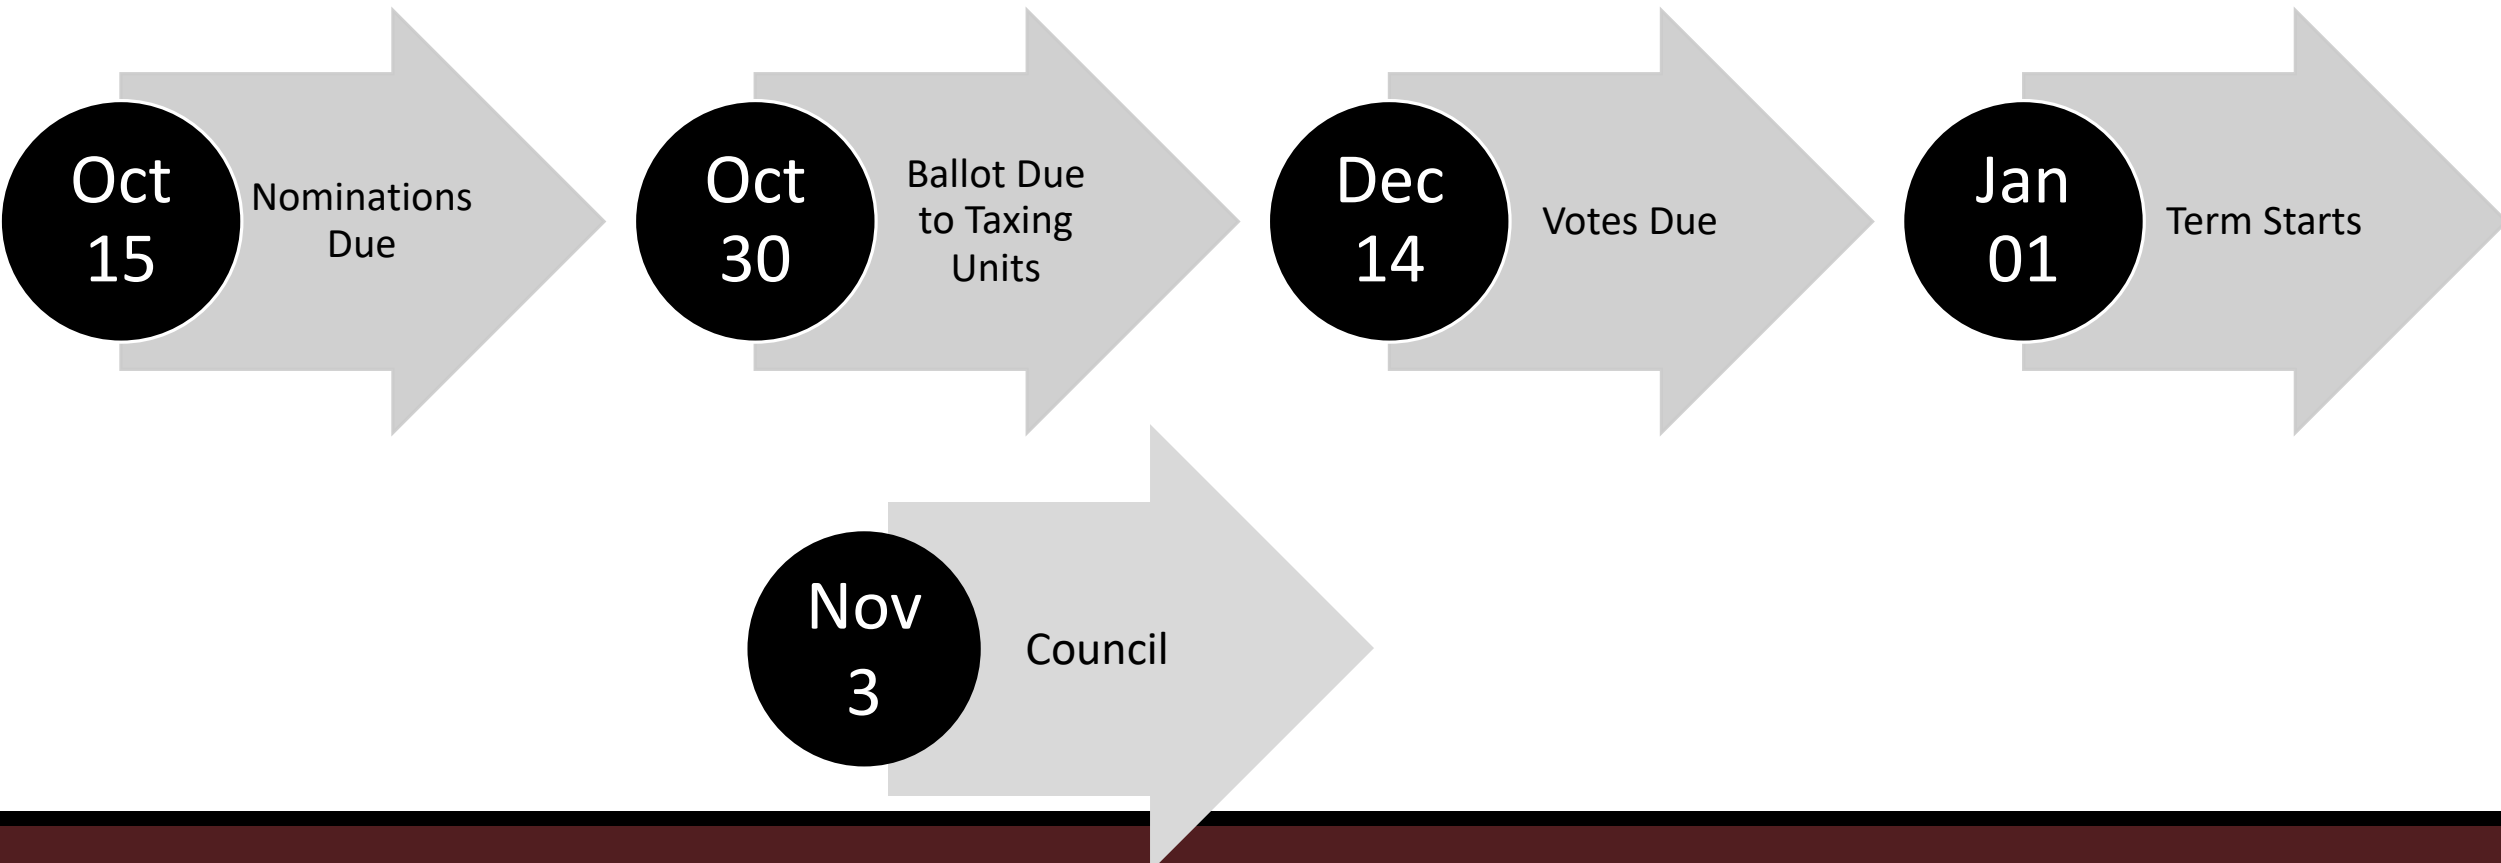 Oct
15
Nominations
Due
Oct
30
Ballot Due
to Taxing
Units
Dec
14
Votes Due
Jan
01
Term Starts
Nov
3
Council